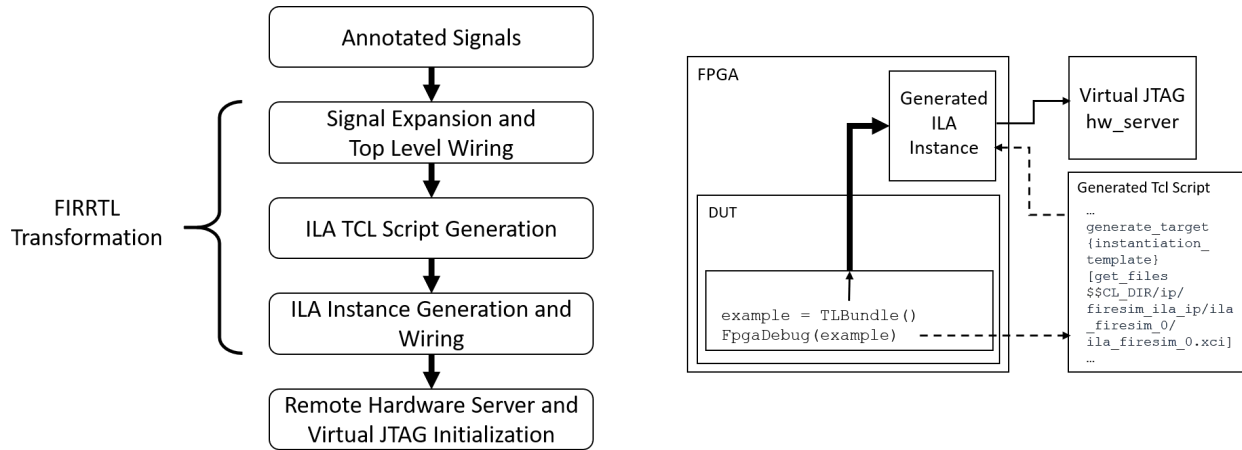 Annotated Signals
Signal Expansion and
Top Level Wiring
ILA TCL Script Generation
ILA Instance Generation and
Wiring
Remote Hardware Server and
Virtual JTAG Initialization
FIRRTL
Transformation
FPGA
Generated
ILA
Instance
Virtual JTAG
hw_server
DUT
example = TLBundle()
FpgaDebug(example)
Generated Tcl Script
…
generate_target
{instantiation_
template}
[get_files
$$CL_DIR/ip/
firesim_ila_ip/ila
_firesim_0/
ila_firesim_0.xci]
…